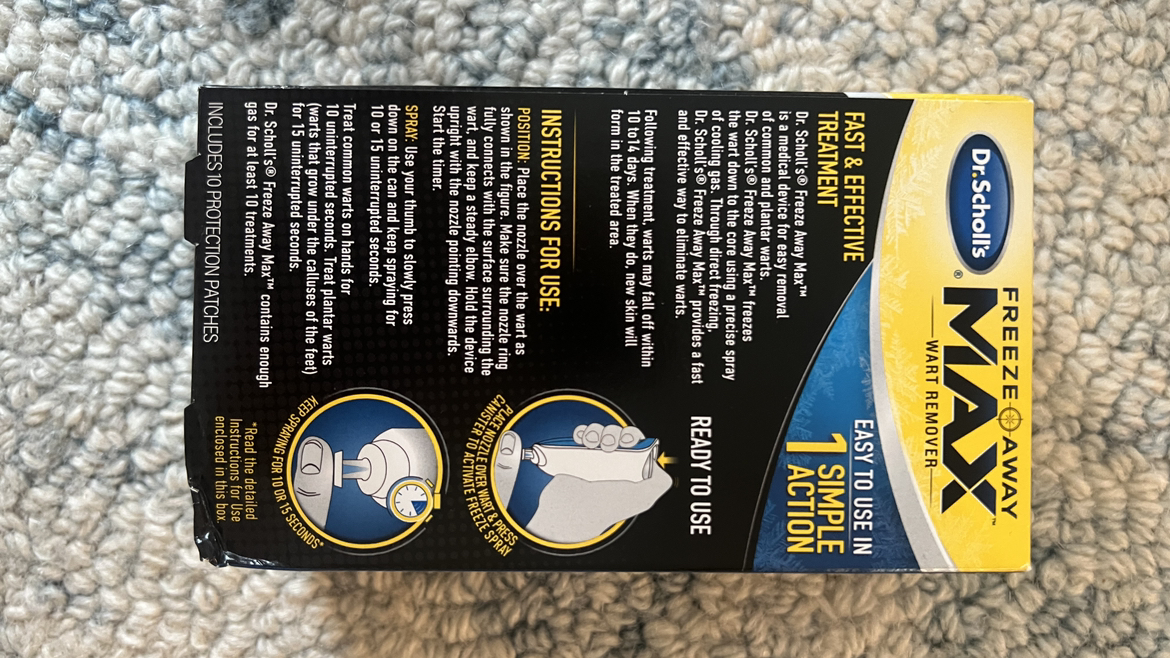 Dr. Scholl's®
FREEZE AWAY
MAX™
WART REMOVER
EASY TO USE IN
1 SIMPLE
ACTION
FAST & EFFECTIVE
TREATMENT
Dr. Scholl's® Freeze Away Max™
is a medical device for easy removal
of common and plantar warts.
Dr. Scholl's® Freeze Away Max™ freezes
the wart down to the core using a precise spray
of cooling gas. Through direct freezing,
Dr. Scholl's® Freeze Away Max™ provides a fast
and effective way to eliminate warts.
Following treatment, warts may fall off within
10 to14 days. When they do, new skin will
form in the treated area.
READY TO USE
INSTRUCTIONS FOR USE:
POSITION: Place the nozzle over the wart as
shown in the figure. Make sure the nozzle ring
fully connects with the surface surrounding the
wart, and keep a steady elbow. Hold the device
upright with the nozzle pointing downwards.
Start the timer.
PLACE NOZZLE OVER WART & PRESS
CANISTER TO ACTIVATE FREEZE SPRAY
SPRAY: Use your thumb to slowly press
down on the can and keep spraying for
10 or 15 uninterrupted seconds.
Treat common warts on hands for
10 uninterrupted seconds. Treat plantar warts
(warts that grow under the calluses of the feet)
for 15 uninterrupted seconds.
Dr. Scholl's® Freeze Away Max™ contains enough
gas for at least 10 treatments.
KEEP SPRAYING FOR 10 OR 15 SECONDS*
*Read the detailed
Instructions for Use
enclosed in this box.
INCLUDES 10 PROTECTION PATCHES